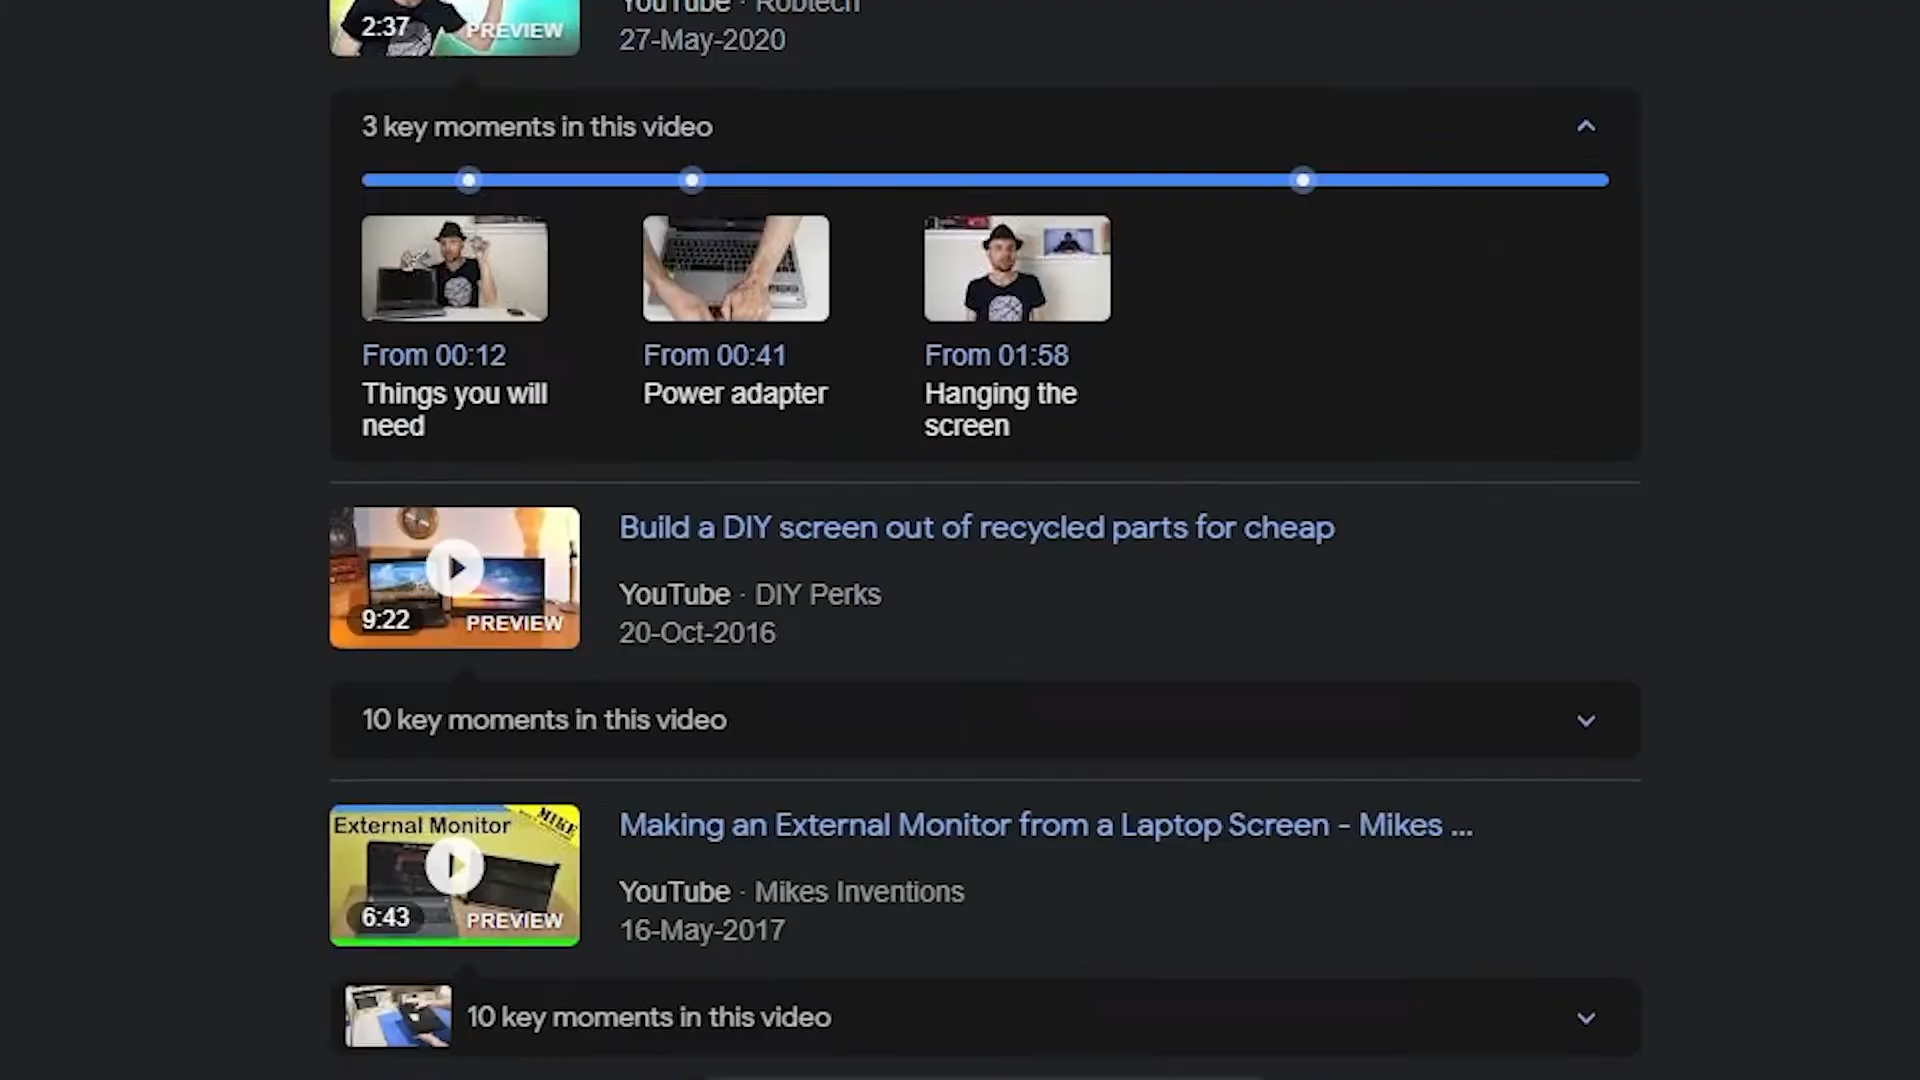 YouTube · Robtech
2:37
PREVIEW
27-May-2020
3 key moments in this video
From 00:12
Things you will
need
From 00:41
Power adapter
From 01:58
Hanging the
screen
Build a DIY screen out of recycled parts for cheap
YouTube · DIY Perks
9:22
PREVIEW
20-Oct-2016
10 key moments in this video
External Monitor
MIKE
Making an External Monitor from a Laptop Screen - Mikes ...
YouTube · Mikes Inventions
6:43
PREVIEW
16-May-2017
10 key moments in this video